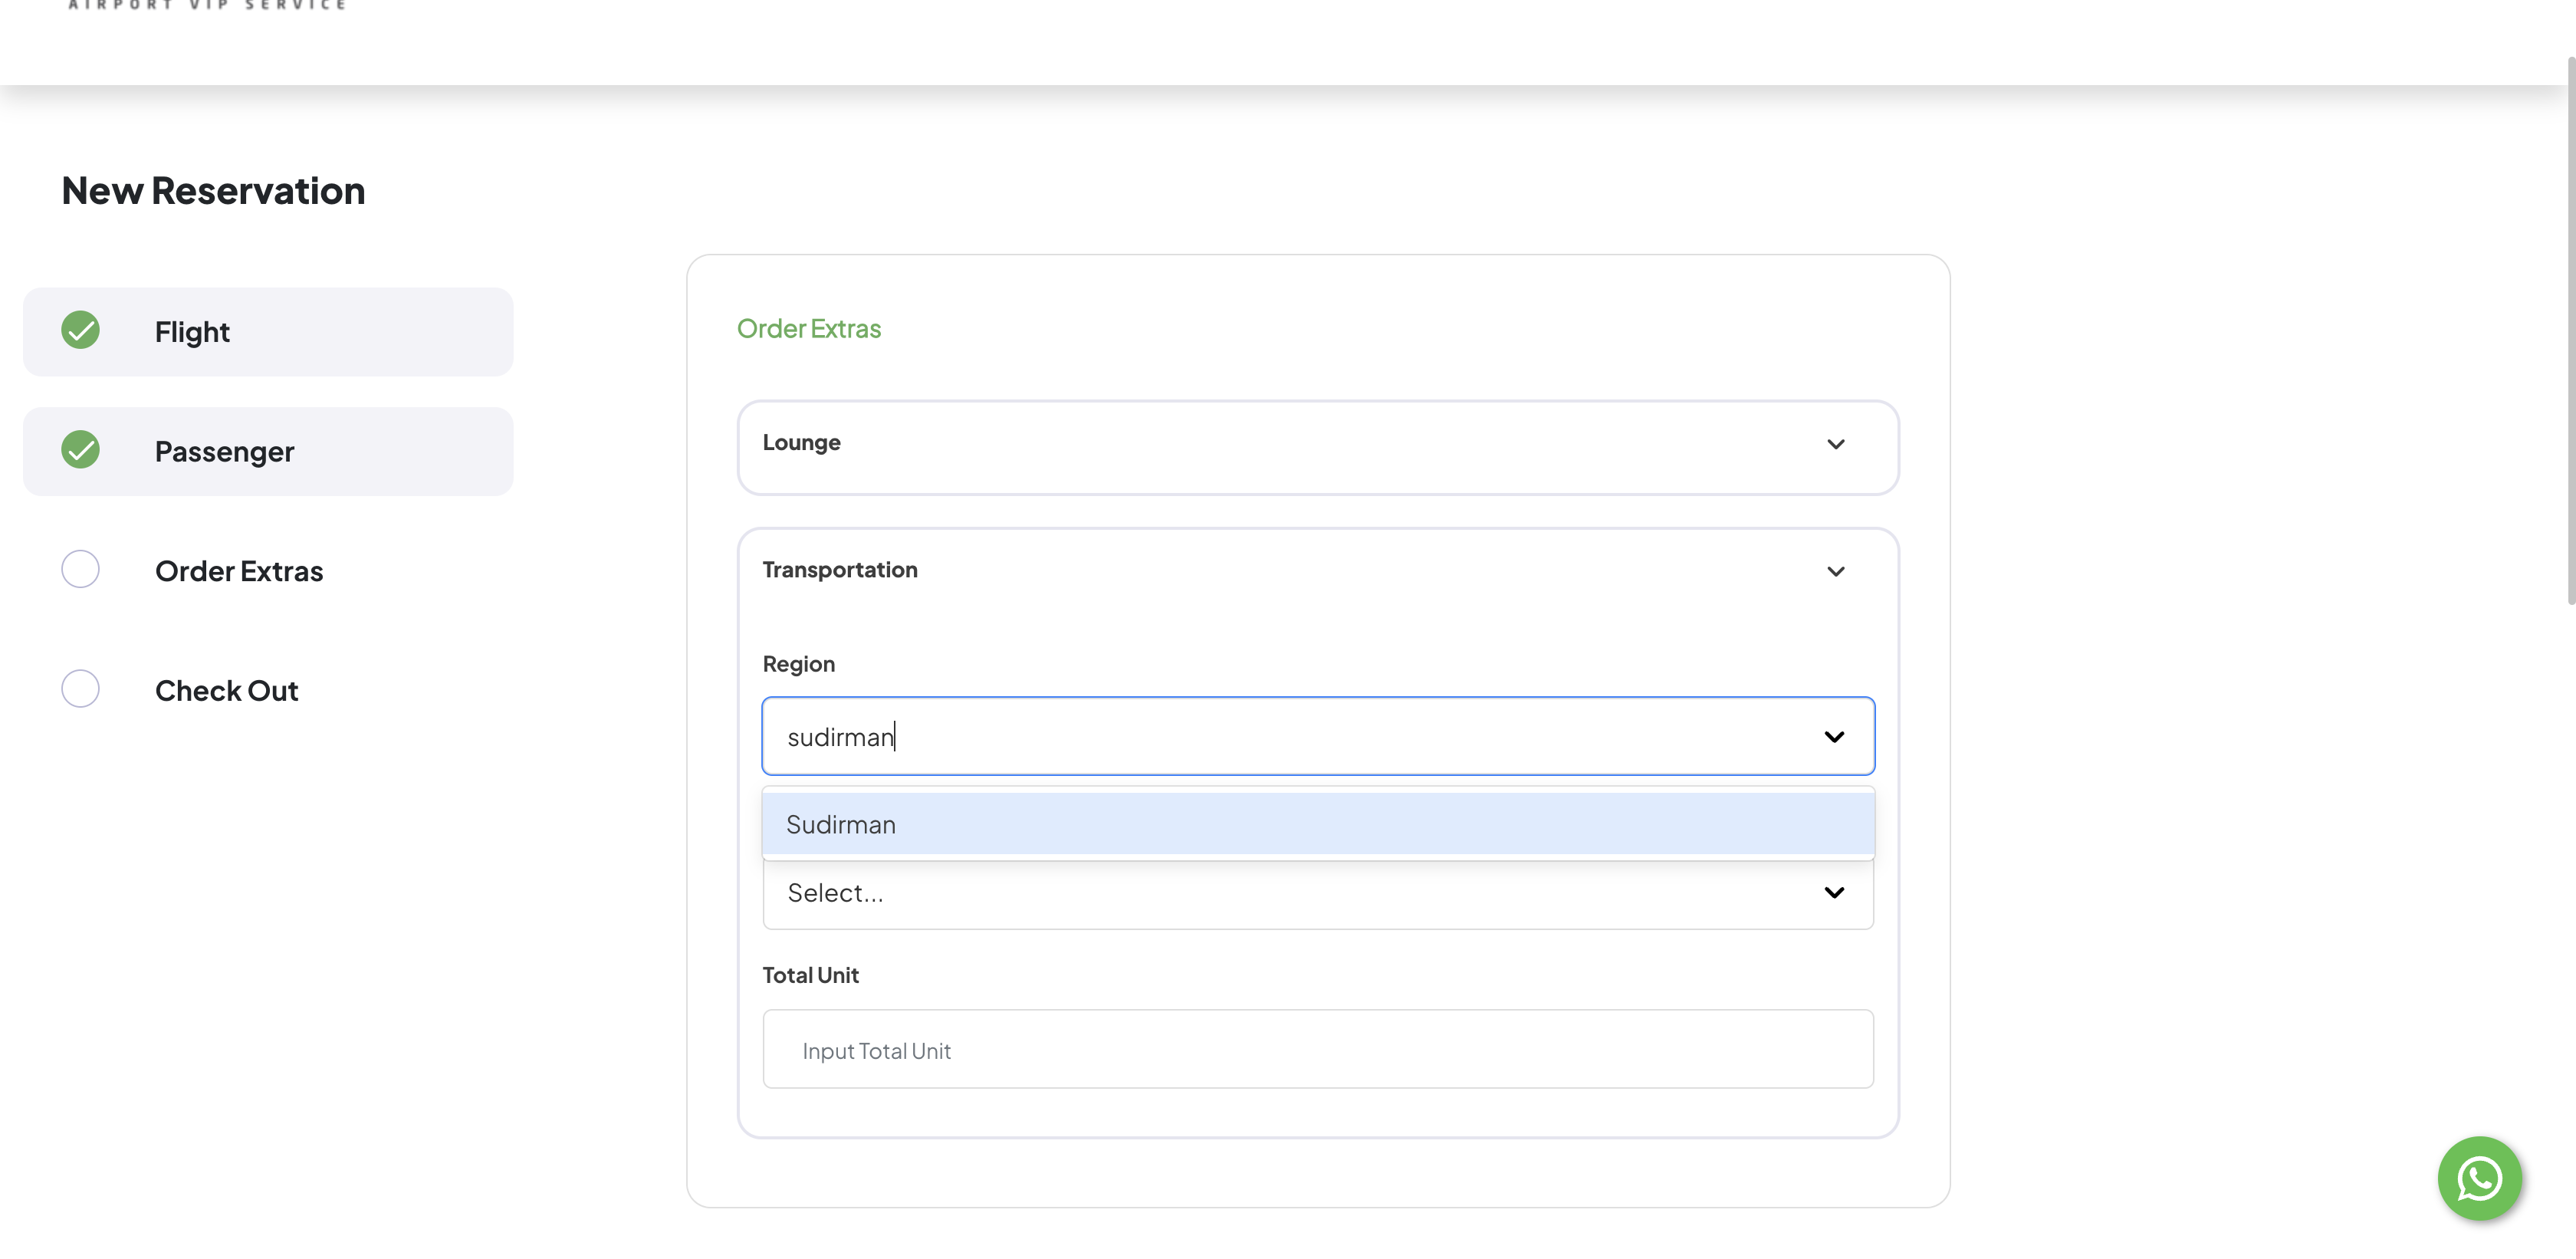 AIRPORT VIP SERVICE
New Reservation
Flight
Passenger
Order Extras
Check Out
Order Extras
Lounge
Transportation
Region
sudirman
Sudirman
Select...
Total Unit
Input Total Unit